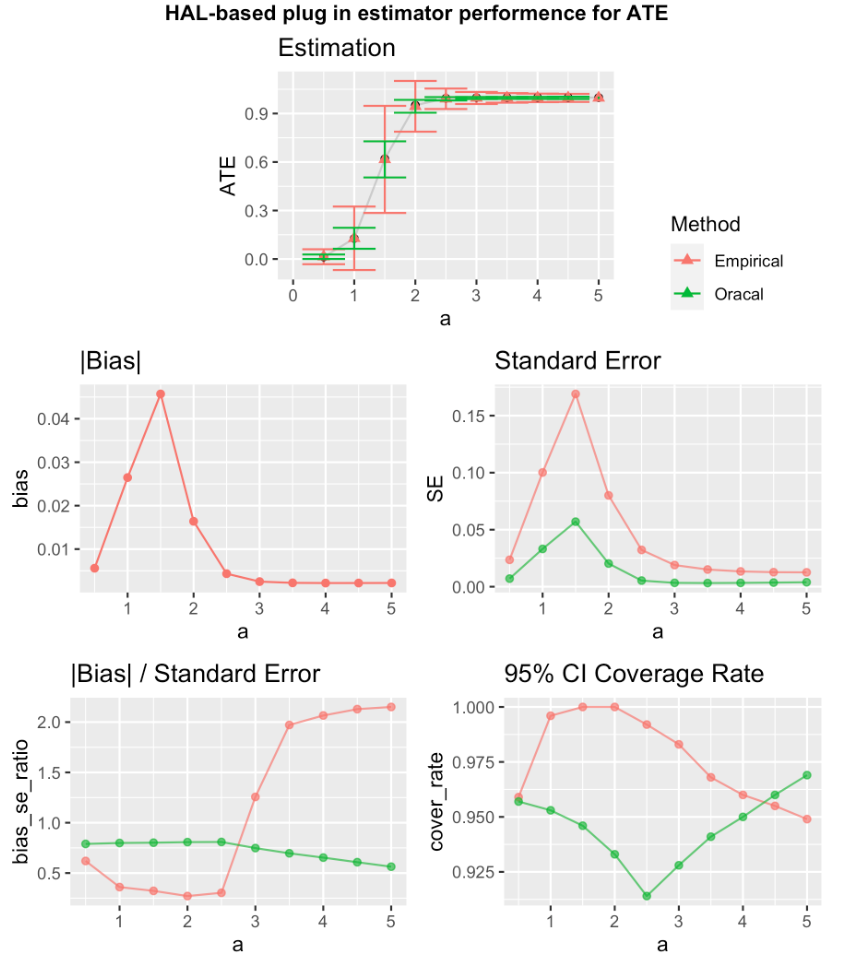 HAL-based plug in estimator performence for ATE
Estimation
ATE
0.9
0.6
0.3
0.0
0 1 2 3 4 5
a
Method
Empirical
Oracal
|Bias|
bias
0.04
0.03
0.02
0.01
1 2 3 4 5
a
Standard Error
SE
0.15
0.10
0.05
0.00
1 2 3 4 5
a
|Bias| / Standard Error
bias_se_ratio
2.0
1.5
1.0
0.5
1 2 3 4 5
a
95% CI Coverage Rate
cover_rate
1.000
0.975
0.950
0.925
1 2 3 4 5
a